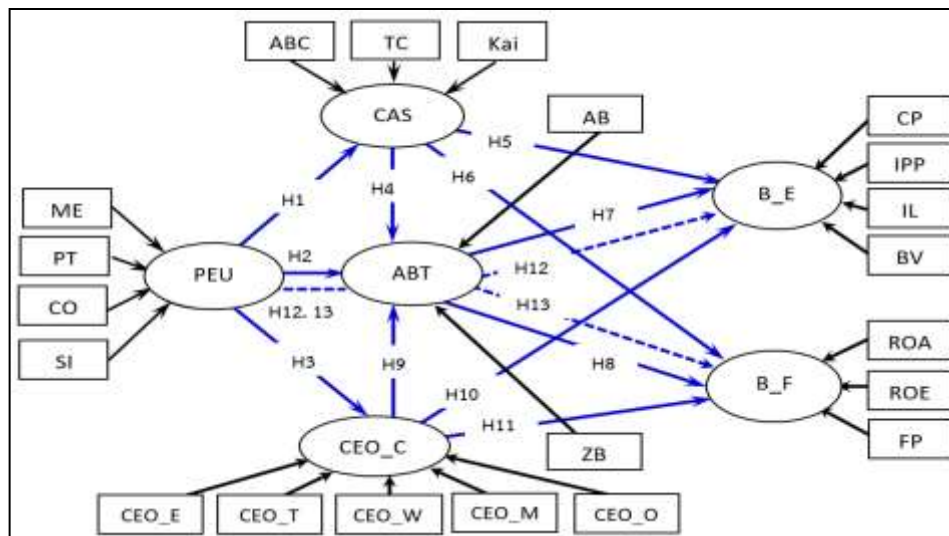 ABC
TC
Kai
CAS
AB
CP
H5
B_E
IPP
H6
ME
H1
H4
H7
IL
PT
PEU
H2
ABT
H12
BV
CO
H12. 13
H13
SI
H3
H9
H8
B_F
ROA
H10
ROE
H11
CEO_C
ZB
FP
CEO_E
CEO_T
CEO_W
CEO_M
CEO_O